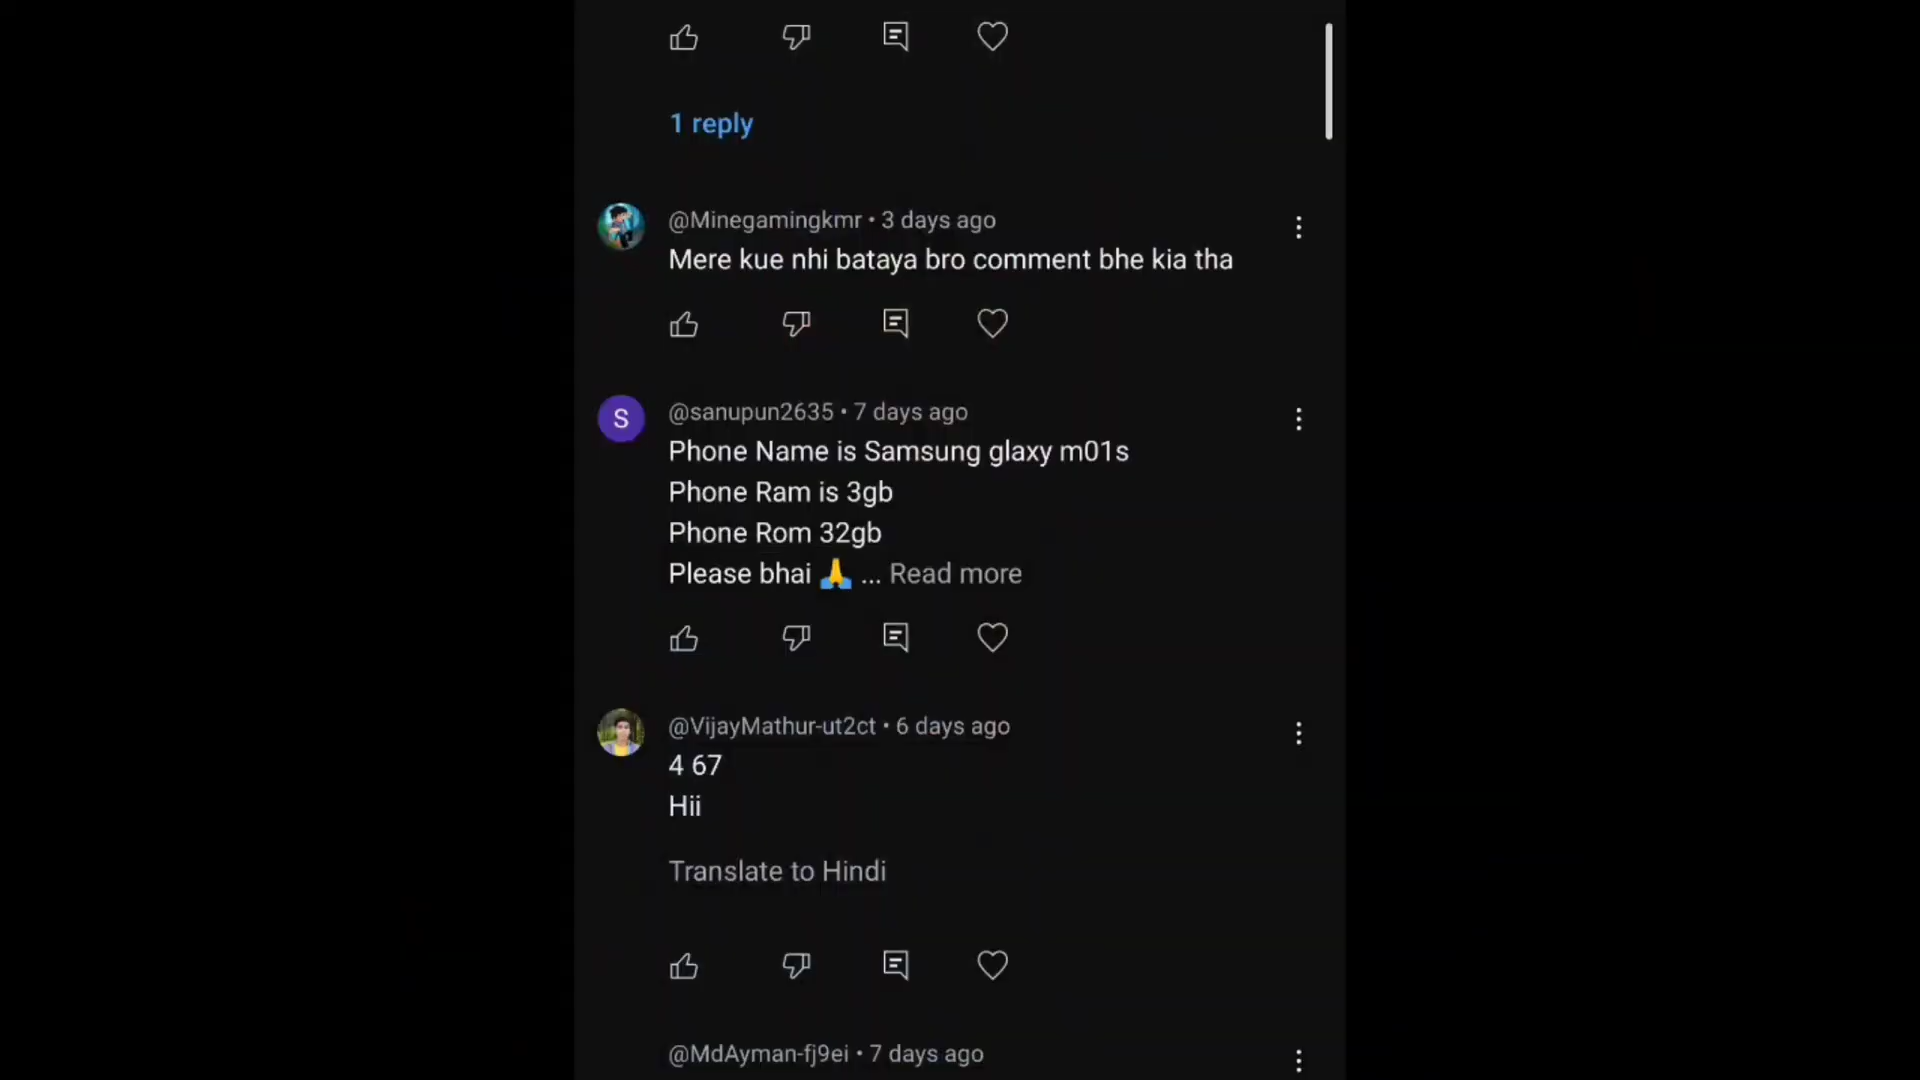 1 reply
@Minegamingkmr • 3 days ago
Mere kue nhi bataya bro comment bhe kia tha
S
@sanupun2635 • 7 days ago
Phone Name is Samsung glaxy m01s
Phone Ram is 3gb
Phone Rom 32gb
Please bhai 🙏 ... Read more
@VijayMathur-ut2ct • 6 days ago
4 67
Hii
Translate to Hindi
@MdAyman-fj9ei • 7 days ago